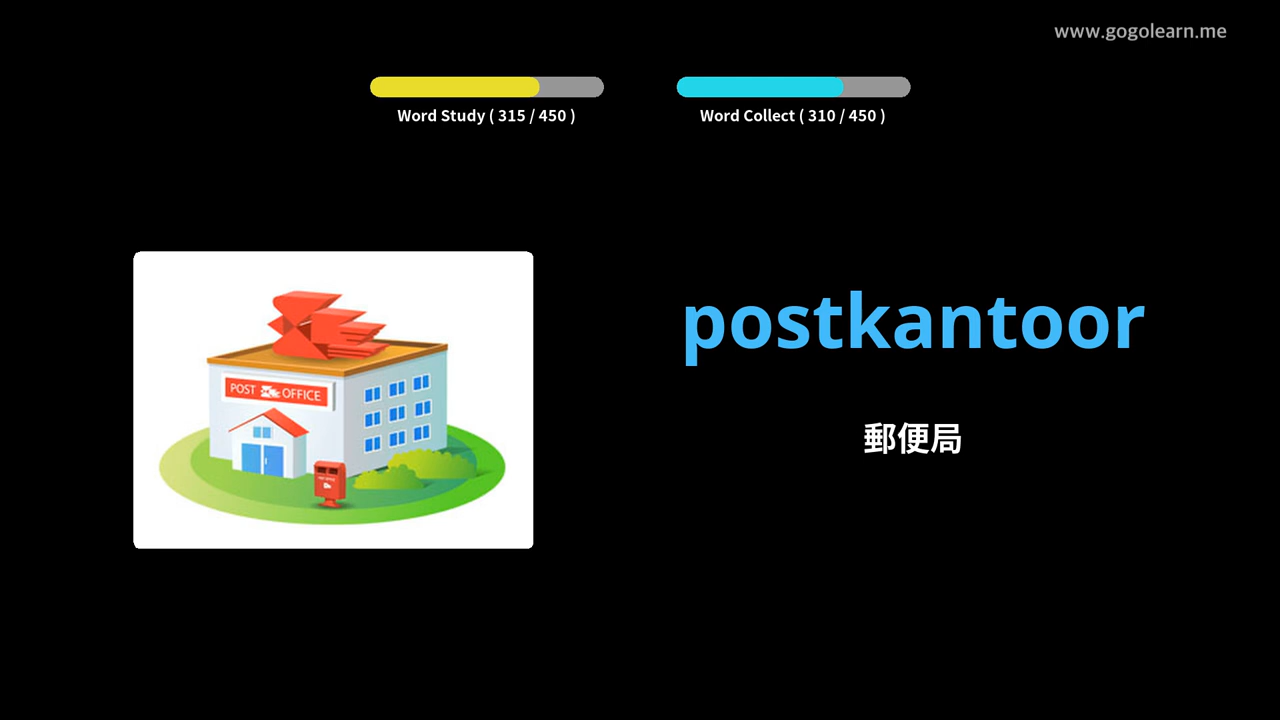 www.gogolearn.me
Word Study ( 315 / 450 )
Word Collect ( 310 / 450 )
POST OFFICE
postkantoor
郵便局